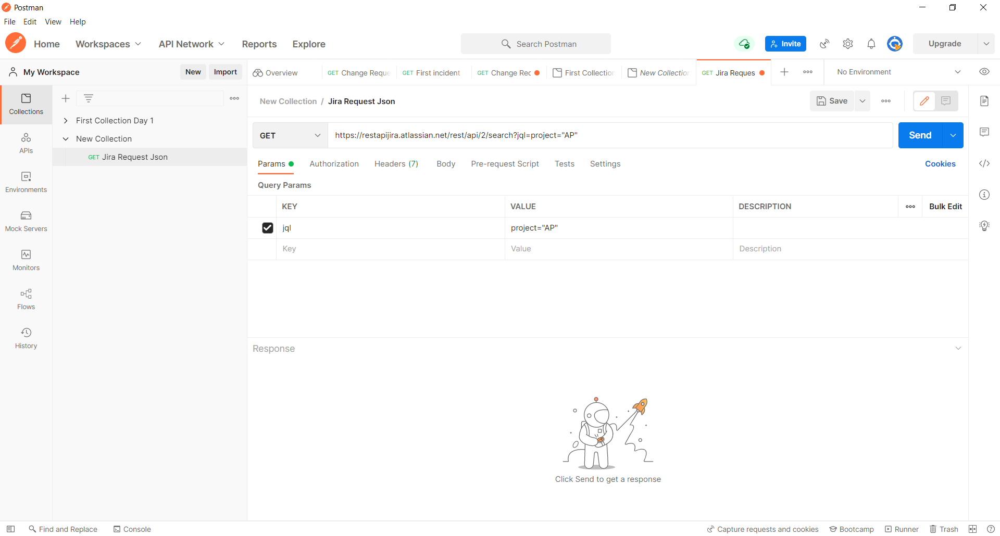 Postman
File Edit View Help
Home Workspaces API Network Reports Explore Search Postman Invite Upgrade
My Workspace New Import Overview GET Change Reque GET First incident GET Change Rec First Collection New Collection GET Jira Reques No Environment
Collections
APIs
Environments
Mock Servers
Monitors
Flows
History
First Collection Day 1
New Collection
GET Jira Request Json
New Collection / Jira Request Json Save
GET https://restapijira.atlassian.net/rest/api/2/search?jql=project="AP" Send
Params Authorization Headers (7) Body Pre-request Script Tests Settings Cookies
Query Params
KEY VALUE DESCRIPTION Bulk Edit
jql project="AP"
Key Value Description
Response
Click Send to get a response
Find and Replace Console Capture requests and cookies Bootcamp Runner Trash